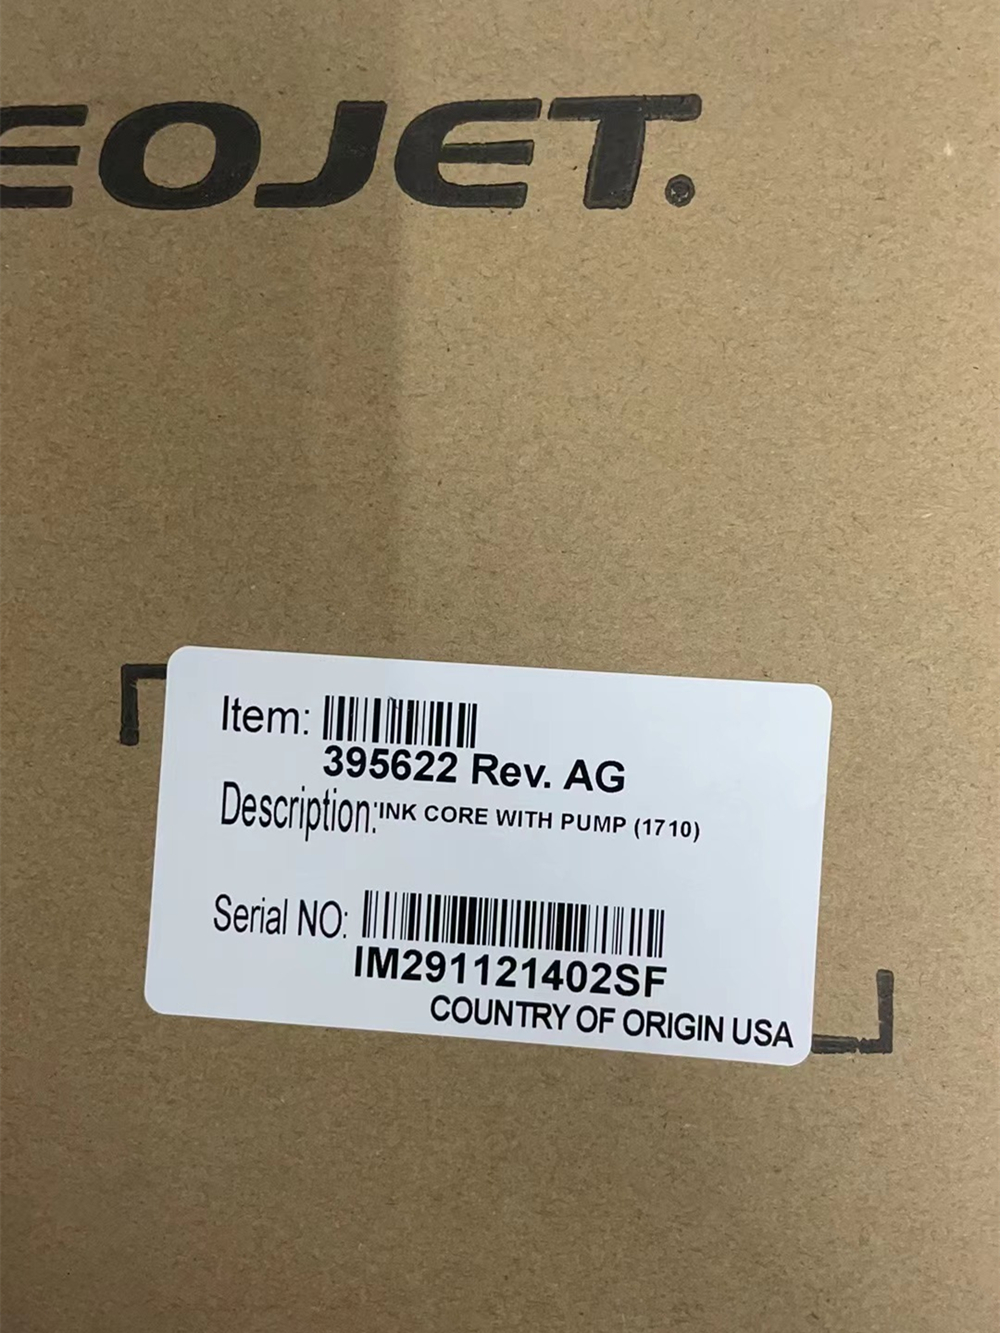 EOJET®
Item:
395622 Rev. AG
Description: INK CORE WITH PUMP (1710)
Serial NO:
IM291121402SF
COUNTRY OF ORIGIN USA